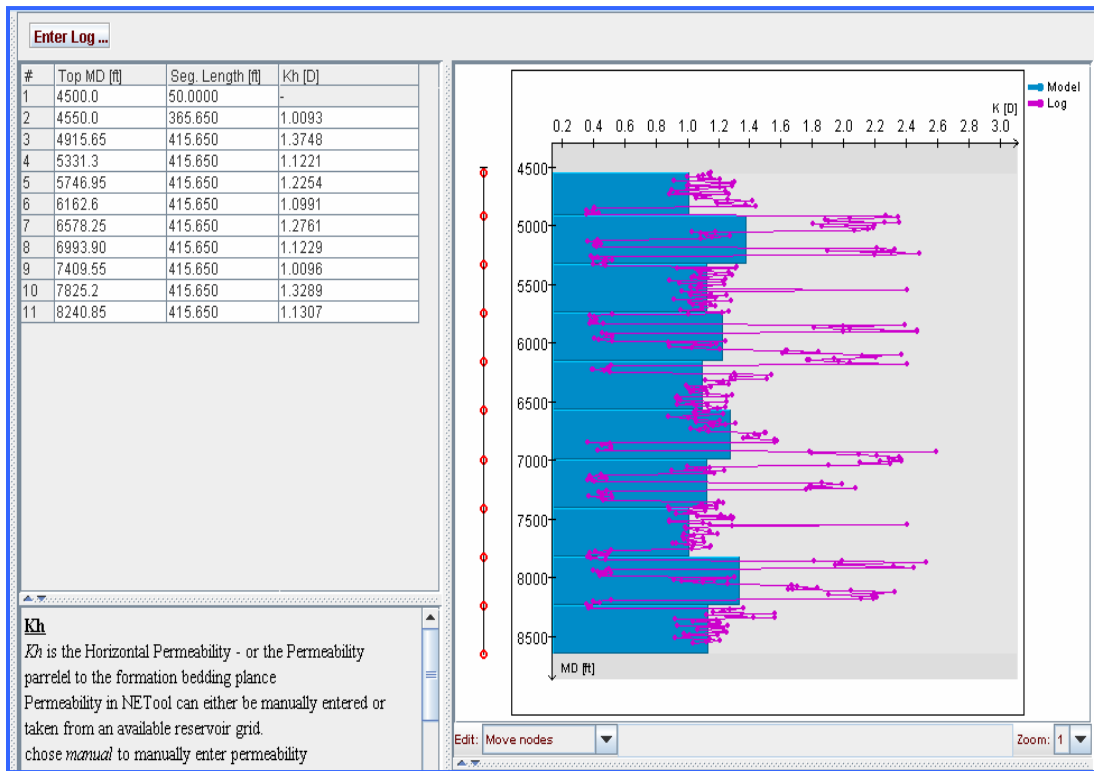 Enter Log ...
# Top MD [ft] Seg. Length [ft] Kh [D]
1 4500.0 50.0000 -
2 4550.0 365.650 1.0093
3 4915.65 415.650 1.3748
4 5331.3 415.650 1.1221
5 5746.95 415.650 1.2254
6 6162.6 415.650 1.0991
7 6578.25 415.650 1.2761
8 6993.90 415.650 1.1229
9 7409.55 415.650 1.0096
10 7825.2 415.650 1.3289
11 8240.85 415.650 1.1307
Kh
Kh is the Horizontal Permeability - or the Permeability
parrelel to the formation bedding plance
Permeability in NETool can either be manually entered or
taken from an available reservoir grid.
chose manual to manually enter permeability
Model
Log
K [D]
0.2 0.4 0.6 0.8 1.0 1.2 1.4 1.6 1.8 2.0 2.2 2.4 2.6 2.8 3.0
4500
5000
5500
6000
6500
7000
7500
8000
8500
MD [ft]
Edit: Move nodes Zoom: 1